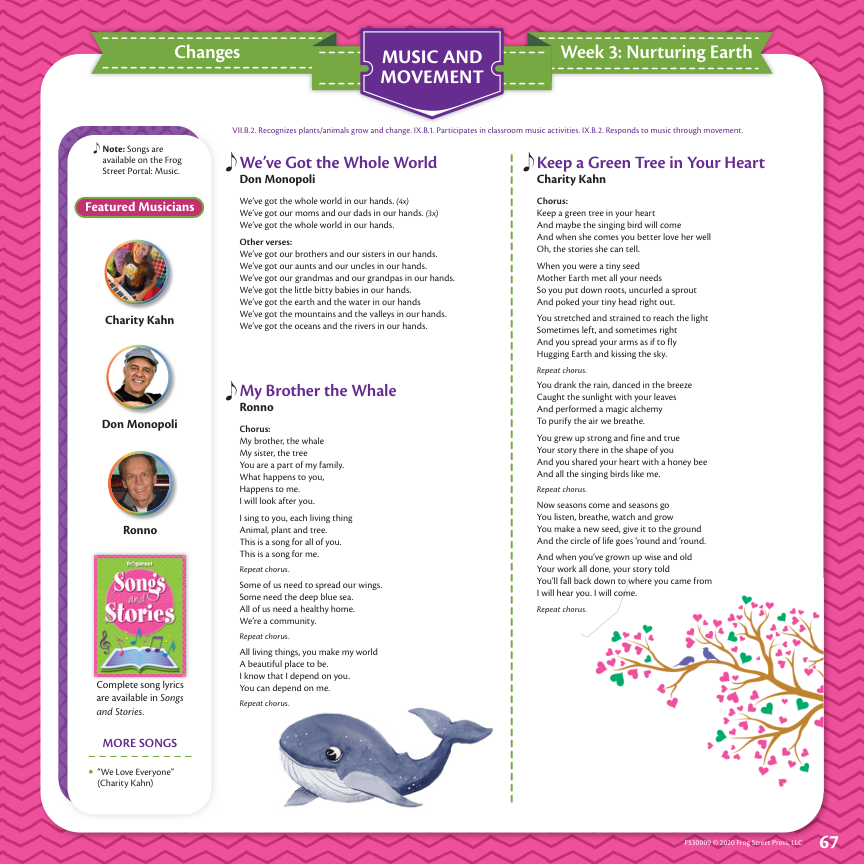 Changes
MUSIC AND
MOVEMENT
Week 3: Nurturing Earth
VII.B.2. Recognizes plants/animals grow and change. IX.B.1. Participates in classroom music activities. IX.B.2. Responds to music through movement.
Note: Songs are
available on the Frog
Street Portal: Music.
Featured Musicians
Charity Kahn
Don Monopoli
Ronno
frogstreet
Songs
and
Stories
Complete song lyrics
are available in Songs
and Stories.
MORE SONGS
• "We Love Everyone"
(Charity Kahn)
We've Got the Whole World
Don Monopoli
We've got the whole world in our hands. (4x)
We've got our moms and our dads in our hands. (3x)
We've got the whole world in our hands.
Other verses:
We've got our brothers and our sisters in our hands.
We've got our aunts and our uncles in our hands.
We've got our grandmas and our grandpas in our hands.
We've got the little bitty babies in our hands.
We've got the earth and the water in our hands
We've got the mountains and the valleys in our hands.
We've got the oceans and the rivers in our hands.
My Brother the Whale
Ronno
Chorus:
My brother, the whale
My sister, the tree
You are a part of my family.
What happens to you,
Happens to me.
I will look after you.
I sing to you, each living thing
Animal, plant and tree.
This is a song for all of you.
This is a song for me.
Repeat chorus.
Some of us need to spread our wings.
Some need the deep blue sea.
All of us need a healthy home.
We're a community.
Repeat chorus.
All living things, you make my world
A beautiful place to be.
I know that I depend on you.
You can depend on me.
Repeat chorus.
Keep a Green Tree in Your Heart
Charity Kahn
Chorus:
Keep a green tree in your heart
And maybe the singing bird will come
And when she comes you better love her well
Oh, the stories she can tell.
When you were a tiny seed
Mother Earth met all your needs
So you put down roots, uncurled a sprout
And poked your tiny head right out.
You stretched and strained to reach the light
Sometimes left, and sometimes right
And you spread your arms as if to fly
Hugging Earth and kissing the sky.
Repeat chorus.
You drank the rain, danced in the breeze
Caught the sunlight with your leaves
And performed a magic alchemy
To purify the air we breathe.
You grew up strong and fine and true
Your story there in the shape of you
And you shared your heart with a honey bee
And all the singing birds like me.
Repeat chorus.
Now seasons come and seasons go
You listen, breathe, watch and grow
You make a new seed, give it to the ground
And the circle of life goes 'round and 'round.
And when you've grown up wise and old
Your work all done, your story told
You'll fall back down to where you came from
I will hear you. I will come.
Repeat chorus.
FS30009 © 2020 Frog Street Press, LLC
67